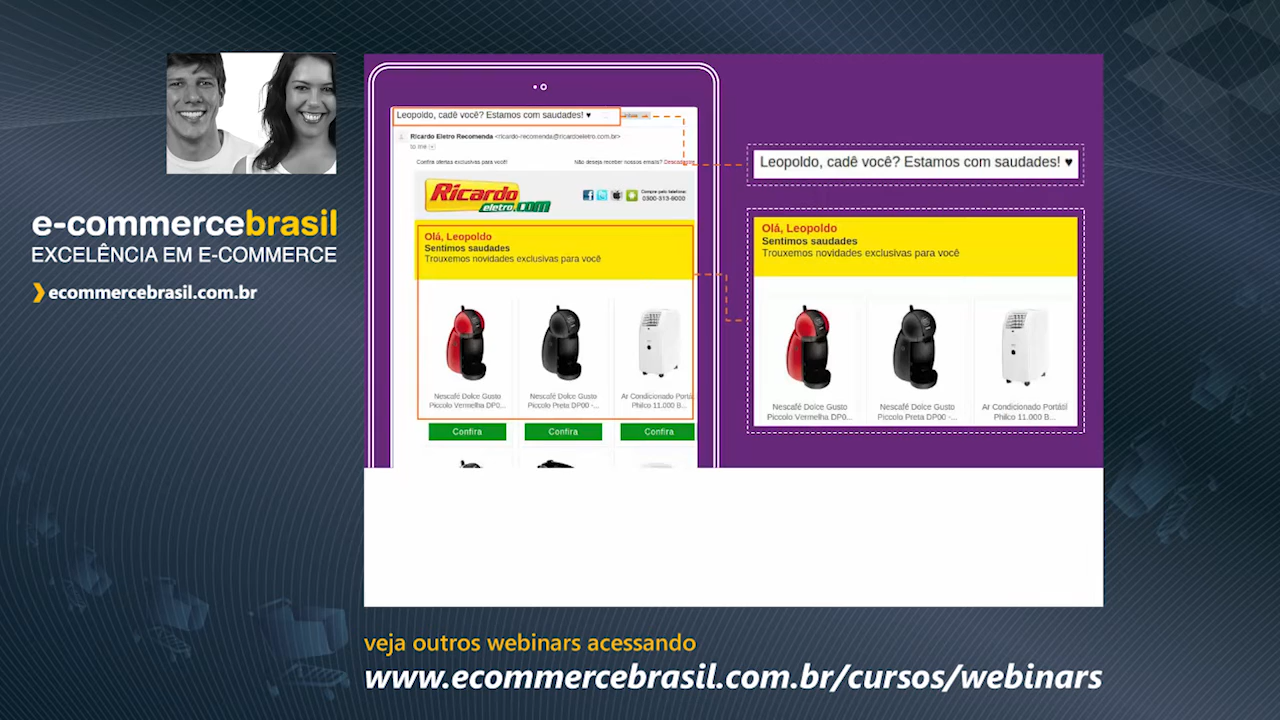 e-commercebrasil
EXCELÊNCIA EM E-COMMERCE
ecommercebrasil.com.br
Leopoldo, cadê você? Estamos com saudades! ♥
Ricardo Eletro Recomenda <ricardo-recomenda@ricardoeletro.com.br>
to me
Confira ofertas exclusivas para você!
Não deseja receber nossos emails? Descadastre
Ricardo
eletro.com
Compre pelo telefone:
Olá, Leopoldo
Sentimos saudades
Trouxemos novidades exclusivas para você
Nescafé Dolce Gusto
Piccolo Vermelha DP0...
Nescafé Dolce Gusto
Piccolo Preta DP00 -...
Ar Condicionado Portá
Philco 11.000 B...
Confira
Confira
Confira
Leopoldo, cadê você? Estamos com saudades! ♥
Olá, Leopoldo
Sentimos saudades
Trouxemos novidades exclusivas para você
Nescafé Dolce Gusto
Piccolo Vermelha DP0...
Nescafé Dolce Gusto
Piccolo Preta DP00 -...
Ar Condicionado Portátil
Philco 11.000 B...
veja outros webinars acessando
www.ecommercebrasil.com.br/cursos/webinars